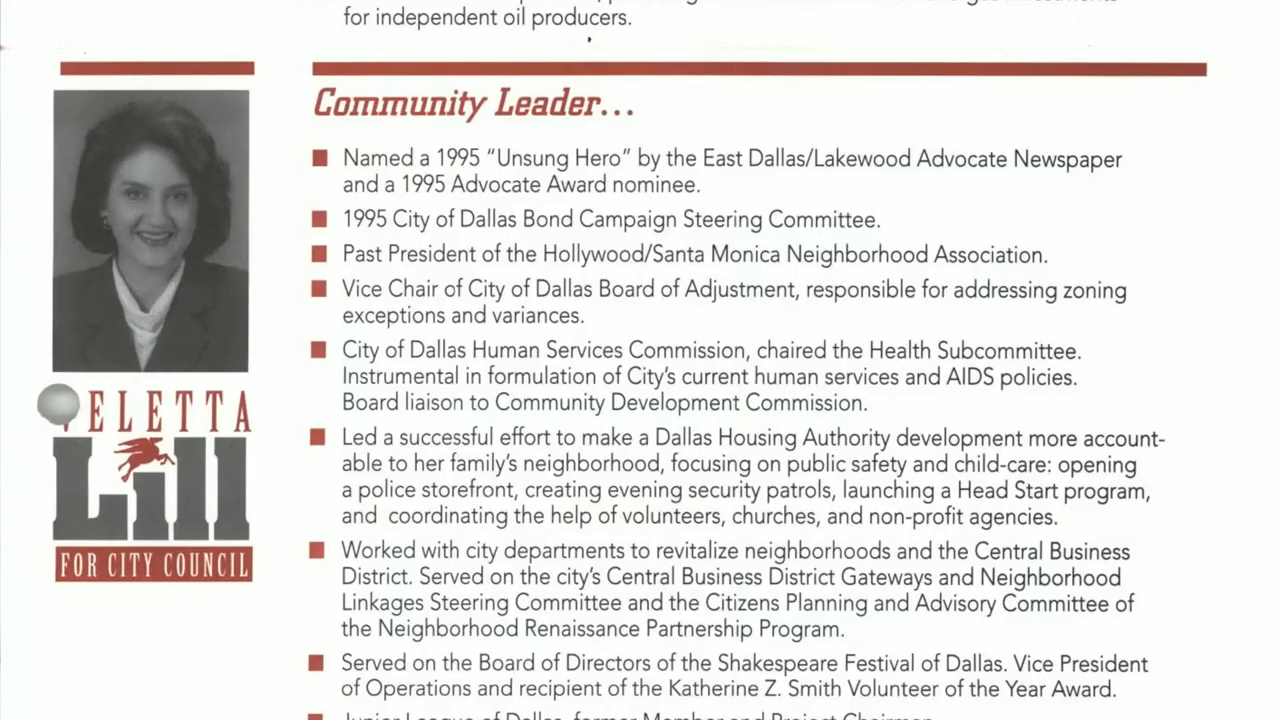 for independent oil producers.
Community Leader...
Named a 1995 “Unsung Hero” by the East Dallas/Lakewood Advocate Newspaper
and a 1995 Advocate Award nominee.
1995 City of Dallas Bond Campaign Steering Committee.
Past President of the Hollywood/Santa Monica Neighborhood Association.
Vice Chair of City of Dallas Board of Adjustment, responsible for addressing zoning
exceptions and variances.
City of Dallas Human Services Commission, chaired the Health Subcommittee.
Instrumental in formulation of City’s current human services and AIDS policies.
Board liaison to Community Development Commission.
Led a successful effort to make a Dallas Housing Authority development more account-
able to her family’s neighborhood, focusing on public safety and child-care: opening
a police storefront, creating evening security patrols, launching a Head Start program,
and coordinating the help of volunteers, churches, and non-profit agencies.
Worked with city departments to revitalize neighborhoods and the Central Business
District. Served on the city’s Central Business District Gateways and Neighborhood
Linkages Steering Committee and the Citizens Planning and Advisory Committee of
the Neighborhood Renaissance Partnership Program.
Served on the Board of Directors of the Shakespeare Festival of Dallas. Vice President
of Operations and recipient of the Katherine Z. Smith Volunteer of the Year Award.
Junior League of Dallas, former Member and Project Chairman.
ELETTA
Lill
FOR CITY COUNCIL